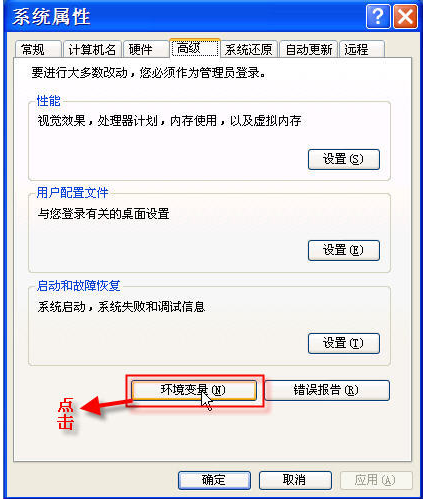 系统属性
常规 计算机名 硬件 高级 系统还原 自动更新 远程
要进行大多数改动，您必须作为管理员登录。
性能
视觉效果，处理器计划，内存使用，以及虚拟内存
设置(S)
用户配置文件
与您登录有关的桌面设置
设置(E)
启动和故障恢复
系统启动，系统失败和调试信息
设置(T)
环境变量(N) 错误报告(R)
点
击
确定 取消 应用(A)